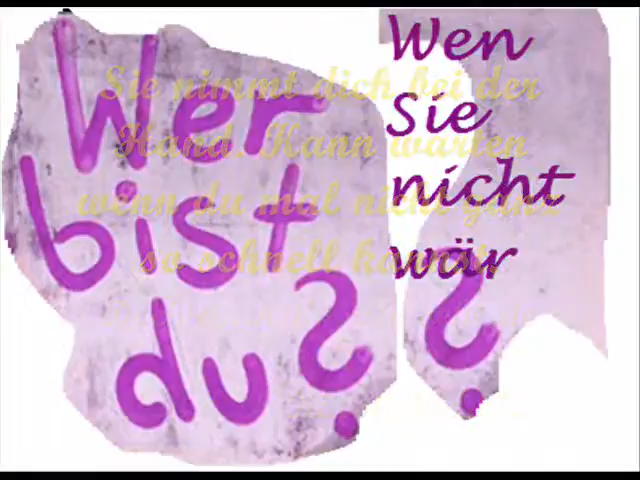 Wer
bist
du?
Wen
Sie
nicht
wär
?
Sie nimmt dich bei der
Hand. Kann warten
wenn du mal nicht ganz
so schnell kannst.